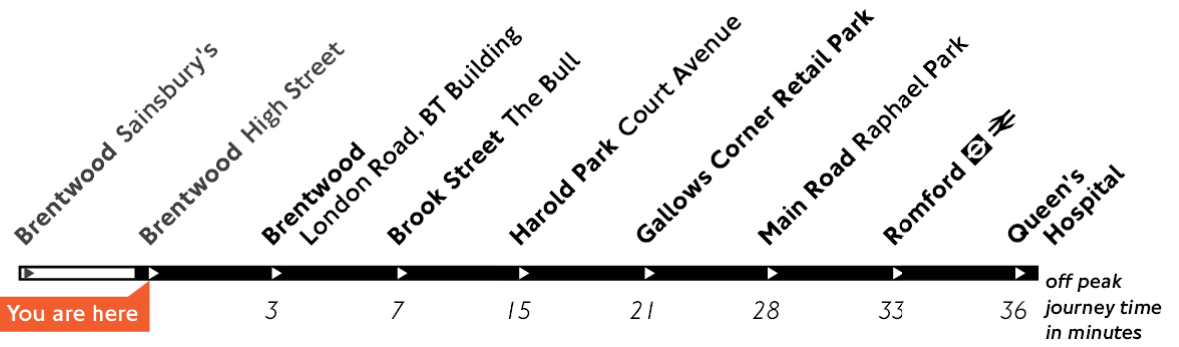 Brentwood Sainsbury's
Brentwood High Street
Brentwood
London Road, BT Building
Brook Street The Bull
Harold Park Court Avenue
Gallows Corner Retail Park
Main Road Raphael Park
Romford
Queen's
Hospital
You are here
3 7 15 21 28 33 36
off peak
journey time
in minutes